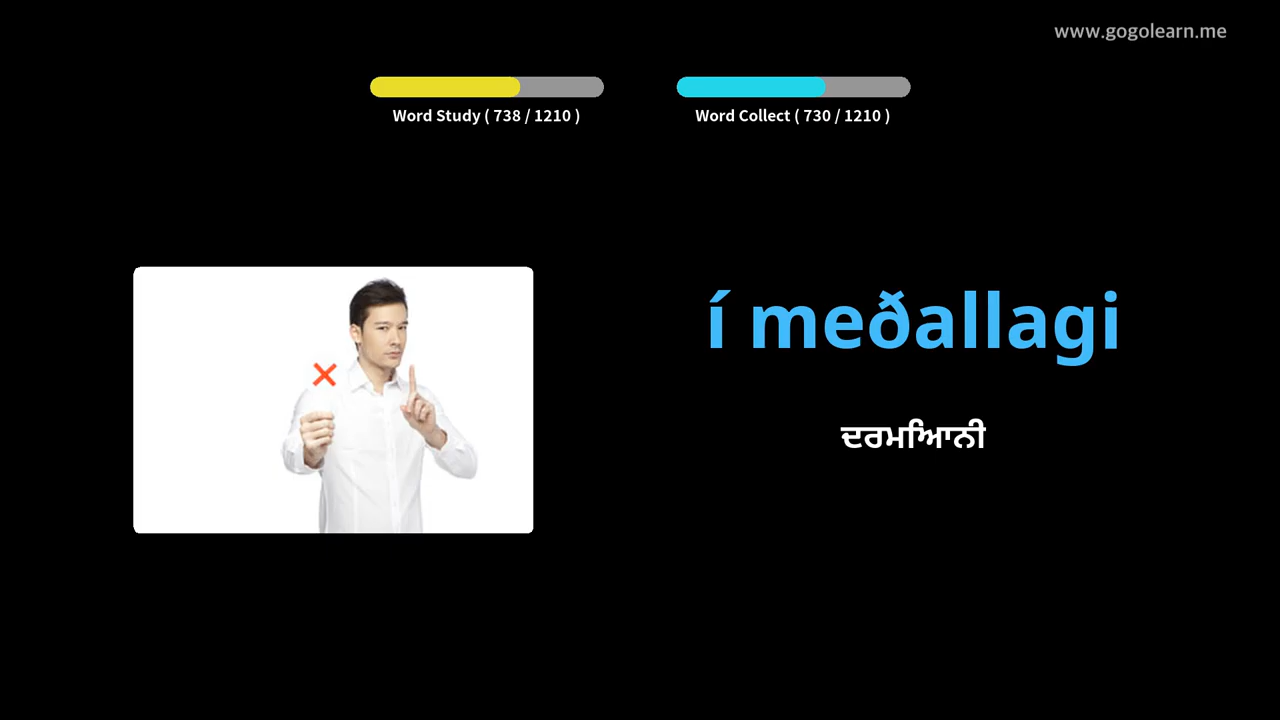 www.gogolearn.me
Word Study ( 738 / 1210 )
Word Collect ( 730 / 1210 )
í meðallagi
ਦਰਮਿਆਨੀ